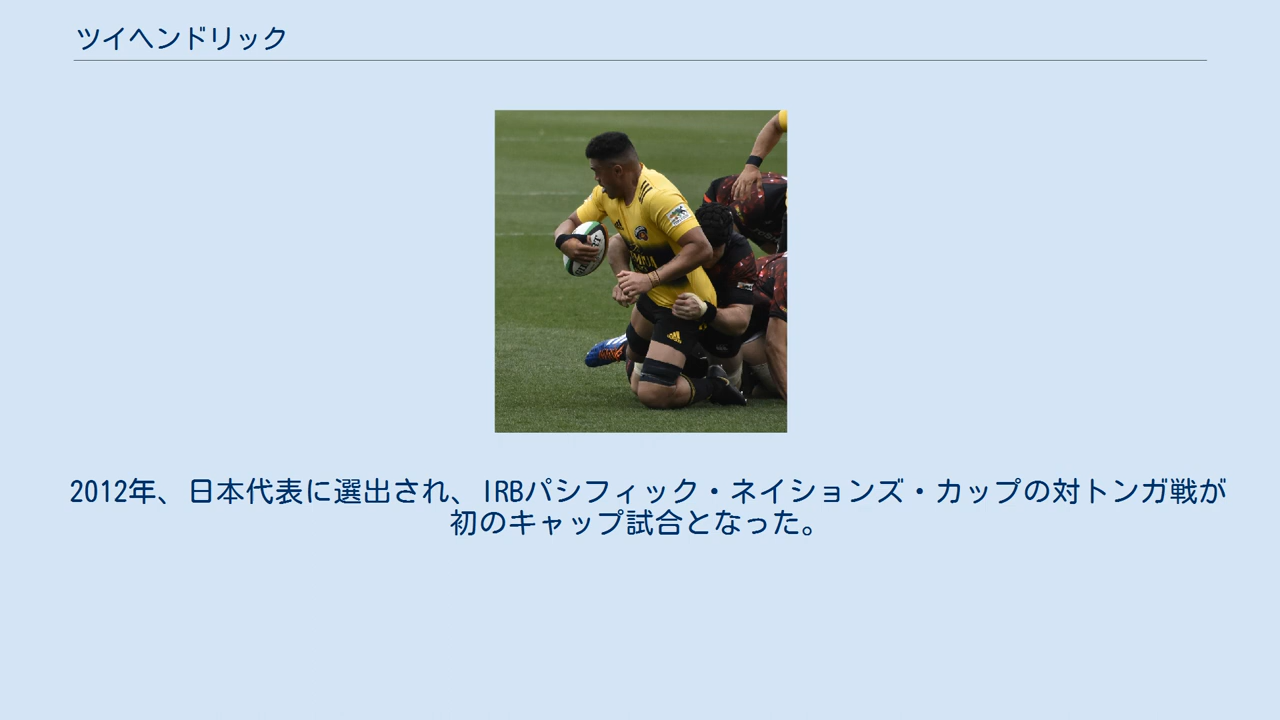 ツイヘンドリック
2012年、日本代表に選出され、IRBパシフィック・ネイションズ・カップの対トンガ戦が
初のキャップ試合となった。